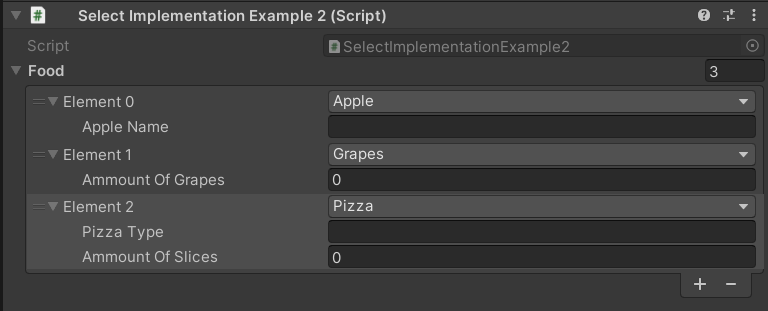 Select Implementation Example 2 (Script)
Script SelectImplementationExample2
Food 3
Element 0 Apple
Apple Name
Element 1 Grapes
Ammount Of Grapes 0
Element 2 Pizza
Pizza Type
Ammount Of Slices 0